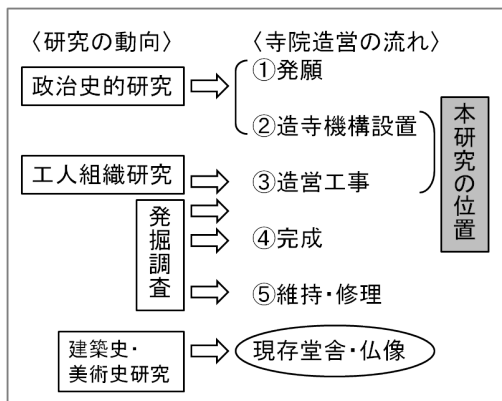 〈研究の動向〉
〈寺院造営の流れ〉
政治史的研究
①発願
②造寺機構設置
工人組織研究
③造営工事
発掘調査
④完成
⑤維持・修理
建築史・
美術史研究
現存堂舎・仏像
本研究の位置